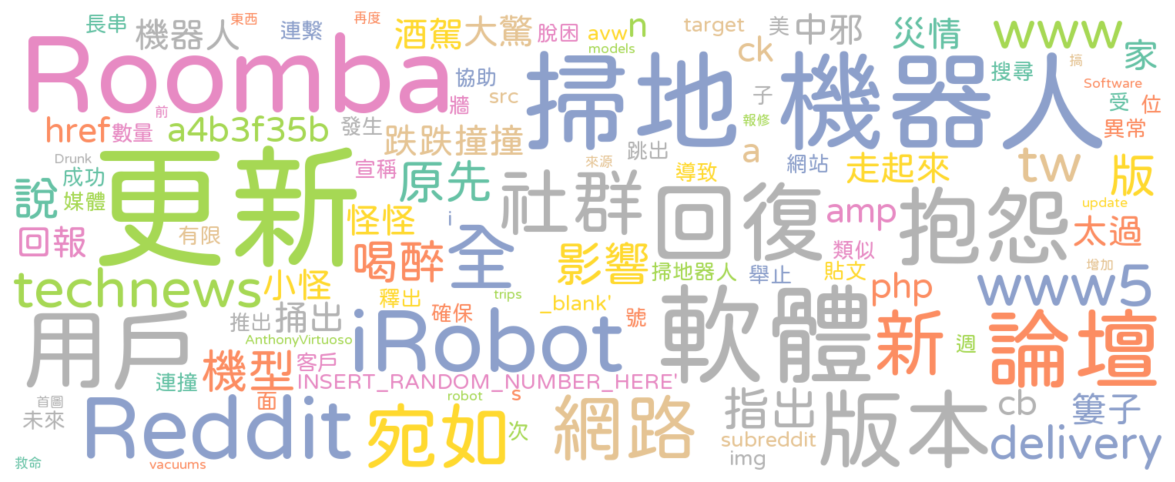 長串
機器人
東西
連繫
酒駕
大驚
再度
脫困
avw
n
models
target
ck
美
中邪
災情
www
家
Roomba
協助
src
牆
掃地
機器人
搜尋
搞
Software
受
位
子
前
href
數量
a4b3f35b
發生
跌跌撞撞
報修
異常
跳出
a
網站
走起來
tw
版
Drunk
成功
媒體
說
更新
宣稱
原先
來源
導致
社群
回復
抱怨
amp
update
太過
回報
有限
怪怪
i
全
喝醉
影響
掃地器人
類似
舉止
貼文
增加
technews
小怪
釋出
trips
_blank'
php
www5
用戶
推出
捅出
AnthonyVirtuoso
確保
iRobot
號
軟體
新
週
論壇
連撞
機型
客戶
面
INSERT_RANDOM_NUMBER_HERE'
s
robot
首圖
未來
Reddit
宛如
次
網路
指出
版本
cb
簍子
subreddit
img
delivery
救命
vacuums